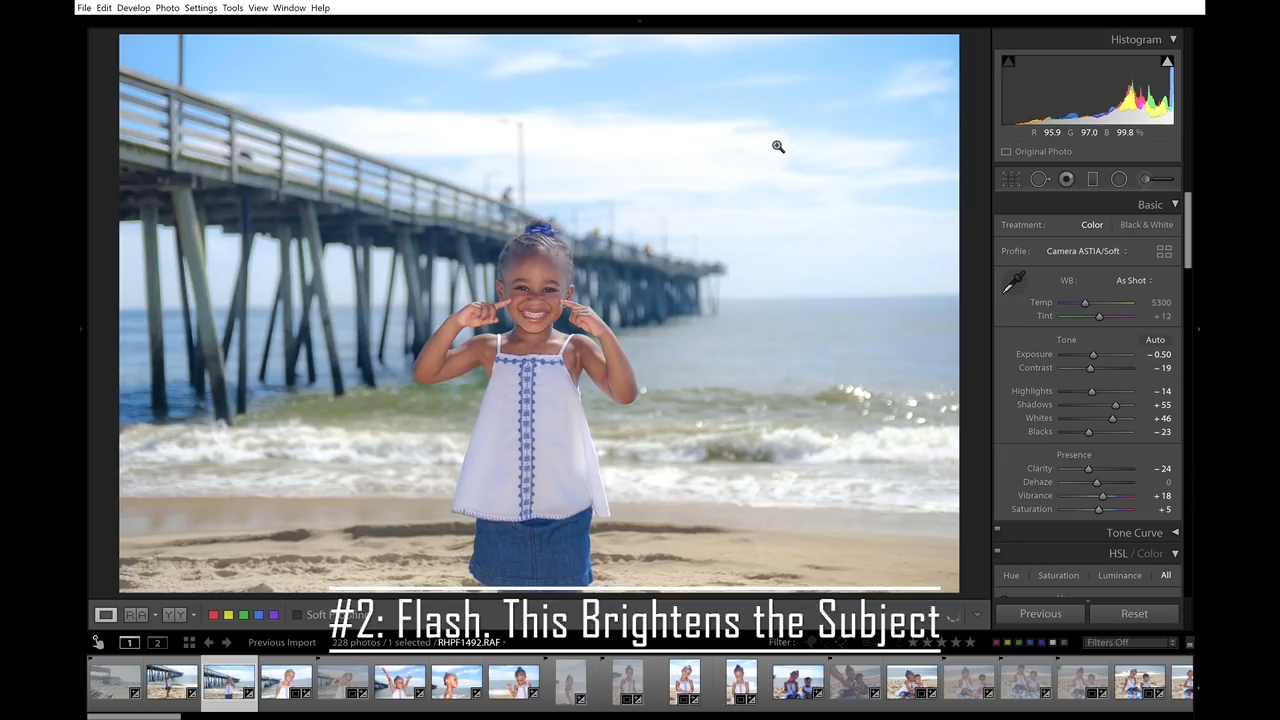 File Edit Develop Photo Settings Tools View Window Help
Histogram
R 95.9 G 97.0 B 99.8 %
Original Photo
Basic
Treatment : Color Black & White
Profile : Camera ASTIA/Soft
WB : As Shot
Temp 5300
Tint + 12
Tone Auto
Exposure – 0.50
Contrast – 19
Highlights – 14
Shadows + 55
Whites + 46
Blacks – 23
Presence
Clarity – 24
Dehaze 0
Vibrance + 18
Saturation + 5
Tone Curve
HSL / Color
Hue Saturation Luminance All
Previous Reset
Soft
#2: Flash. This Brightens the Subject
1 2 Previous Import 228 photos / 1 selected / RHPF1492.RAF
Filter : Filters Off